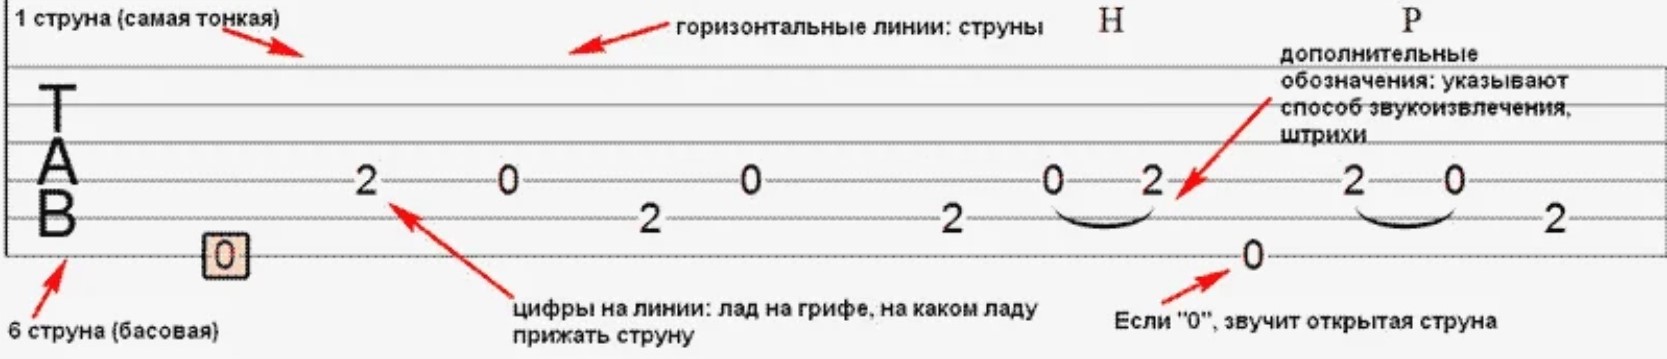 1 струна (самая тонкая)
горизонтальные линии: струны
H
P
дополнительные
обозначения: указывают
способ звукоизвлечения,
штрихи
T
A
B
2 0 0 0 2 2 0
2 2 2
0 0
6 струна (басовая)
цифры на линии: лад на грифе, на каком ладу
прижать струну
Если "0", звучит открытая струна